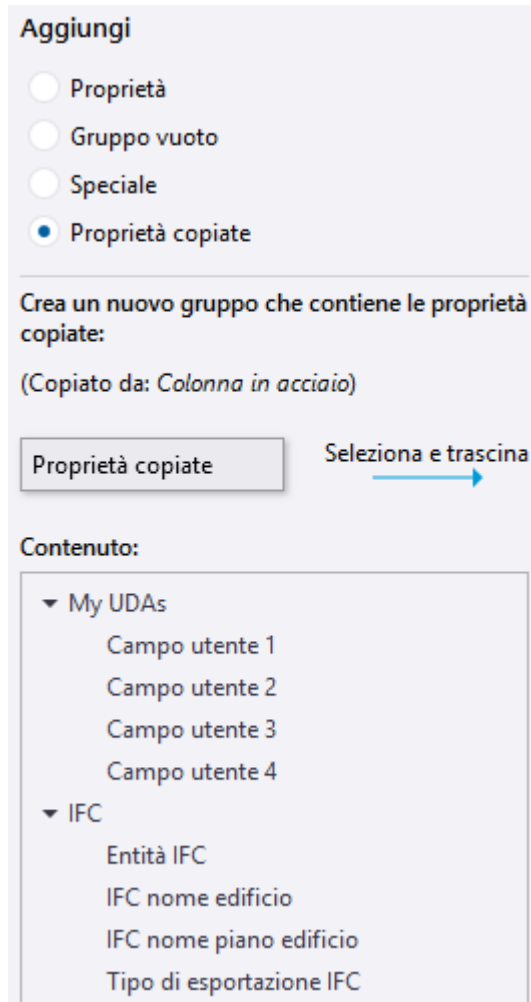 Aggiungi
Proprietà
Gruppo vuoto
Speciale
Proprietà copiate
Crea un nuovo gruppo che contiene le proprietà
copiate:
(Copiato da: Colonna in acciaio)
Proprietà copiate
Seleziona e trascina
Contenuto:
My UDAs
Campo utente 1
Campo utente 2
Campo utente 3
Campo utente 4
IFC
Entità IFC
IFC nome edificio
IFC nome piano edificio
Tipo di esportazione IFC